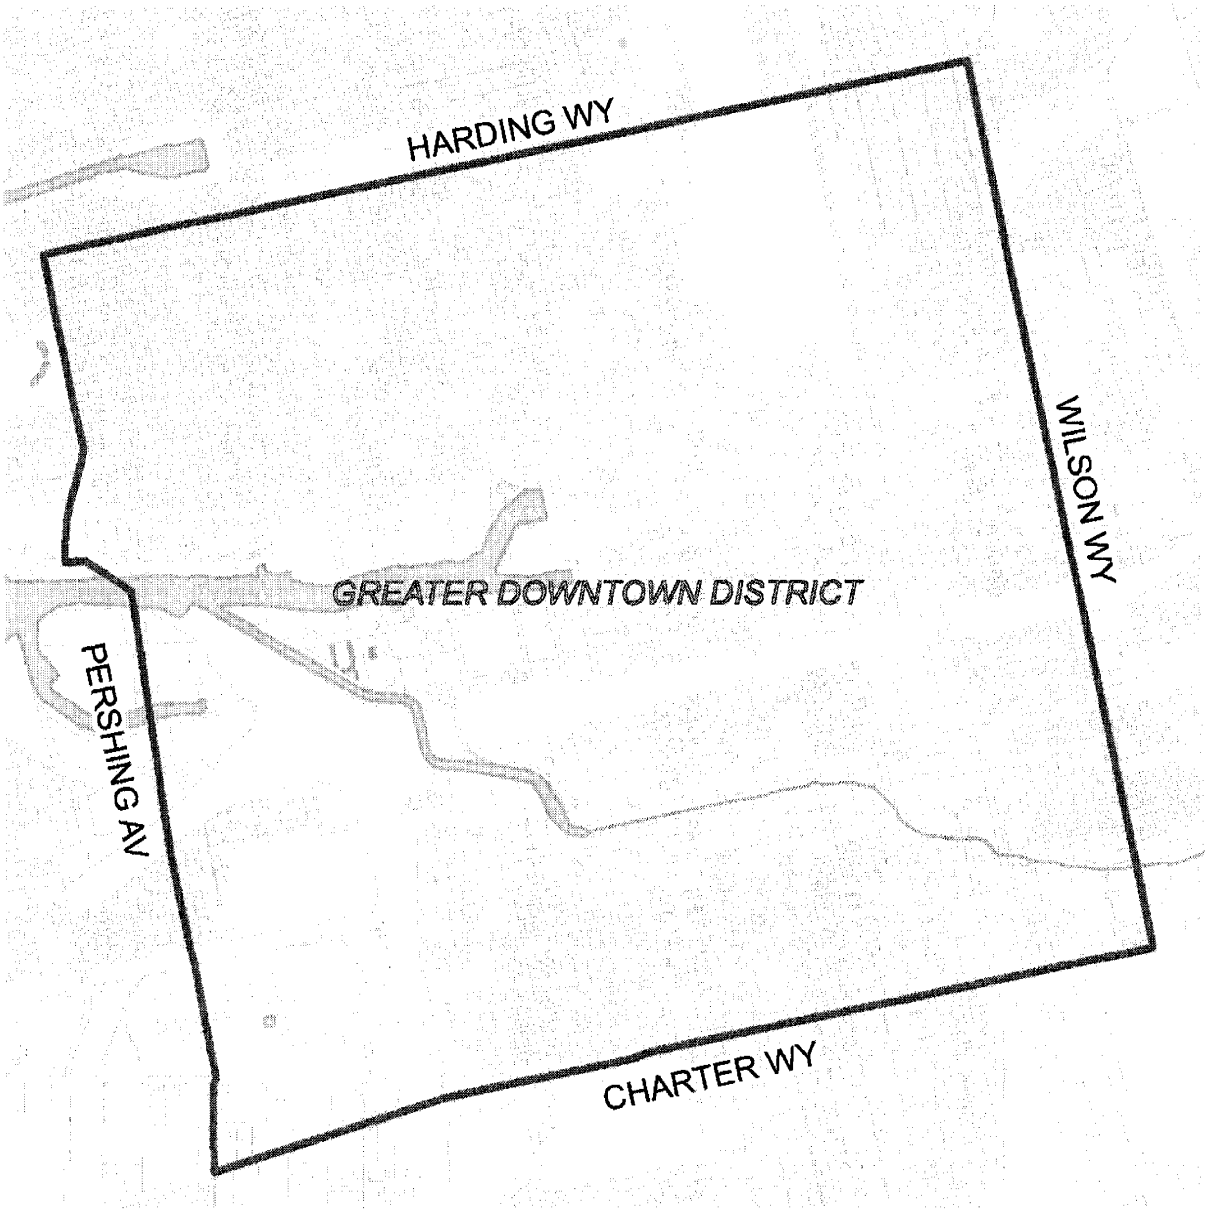 HARDING WY
WILSON WY
GREATER DOWNTOWN DISTRICT
PERSHING AV
CHARTER WY